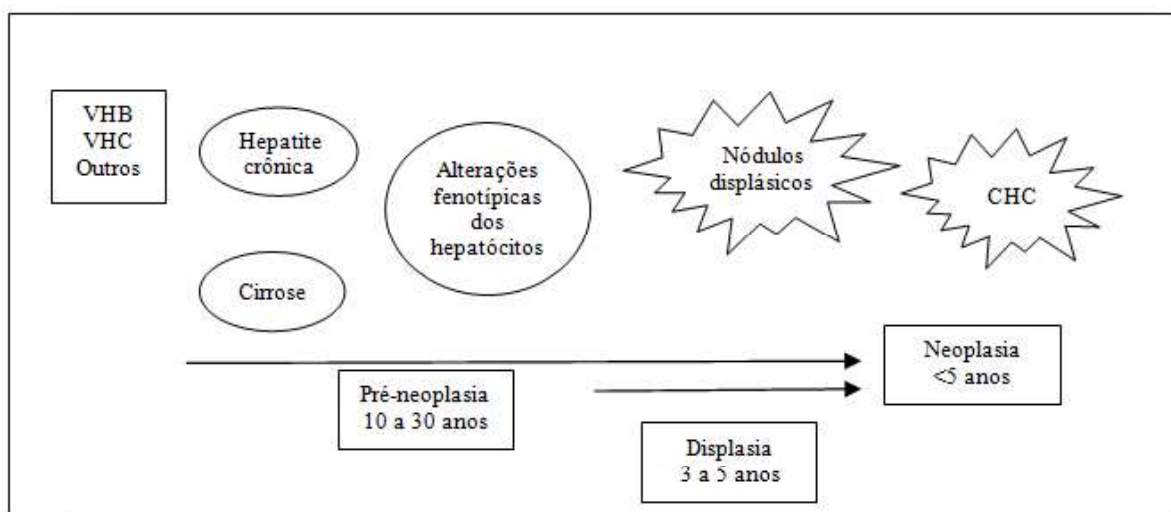 VHB
VHC
Outros
Hepatite
crônica
Cirrose
Alterações
fenotípicas
dos
hepatócitos
Nódulos
displásicos
CHC
Pré-neoplasia
10 a 30 anos
Displasia
3 a 5 anos
Neoplasia
<5 anos